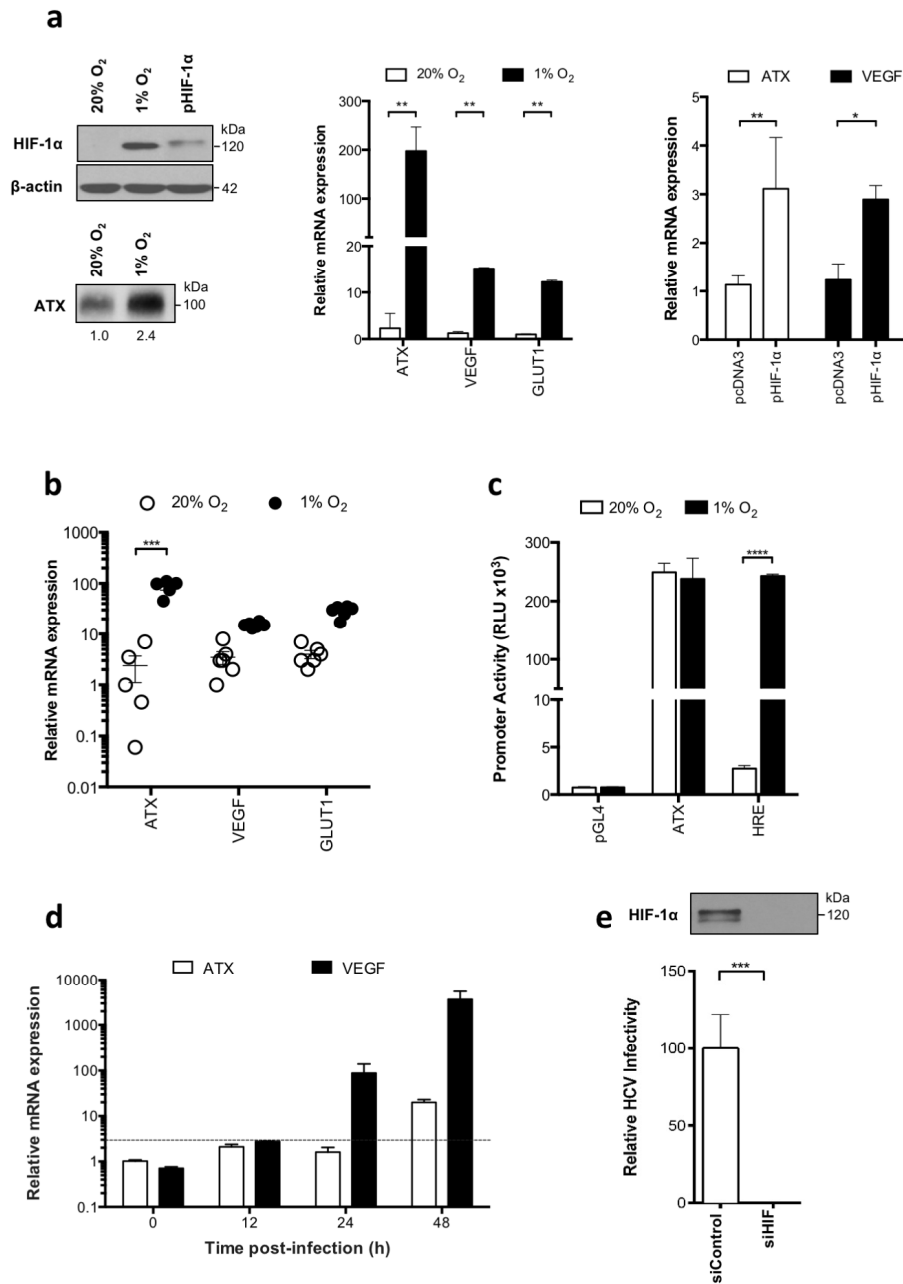 a
20% O₂
1% O₂
pHIF-1α
kDa
HIF-1α
120
β-actin
42
20% O₂
1% O₂
kDa
ATX
100
1.0
2.4
20% O₂
1% O₂
Relative mRNA expression
300
200
100
20
10
0
**
**
**
ATX
VEGF
GLUT1
ATX
VEGF
Relative mRNA expression
5
4
3
2
1
0
**
*
pcDNA3
pHIF-1α
pcDNA3
pHIF-1α
b
20% O₂
1% O₂
Relative mRNA expression
1000
100
10
1
0.1
0.01
***
ATX
VEGF
GLUT1
c
20% O₂
1% O₂
Promoter Activity (RLU x10³)
300
200
100
10
5
0
****
pGL4
ATX
HRE
d
ATX
VEGF
Relative mRNA expression
10000
1000
100
10
1
0.1
0
12
24
48
Time post-infection (h)
e
HIF-1α
kDa
120
Relative HCV Infectivity
150
100
50
0
***
siControl
siHIF